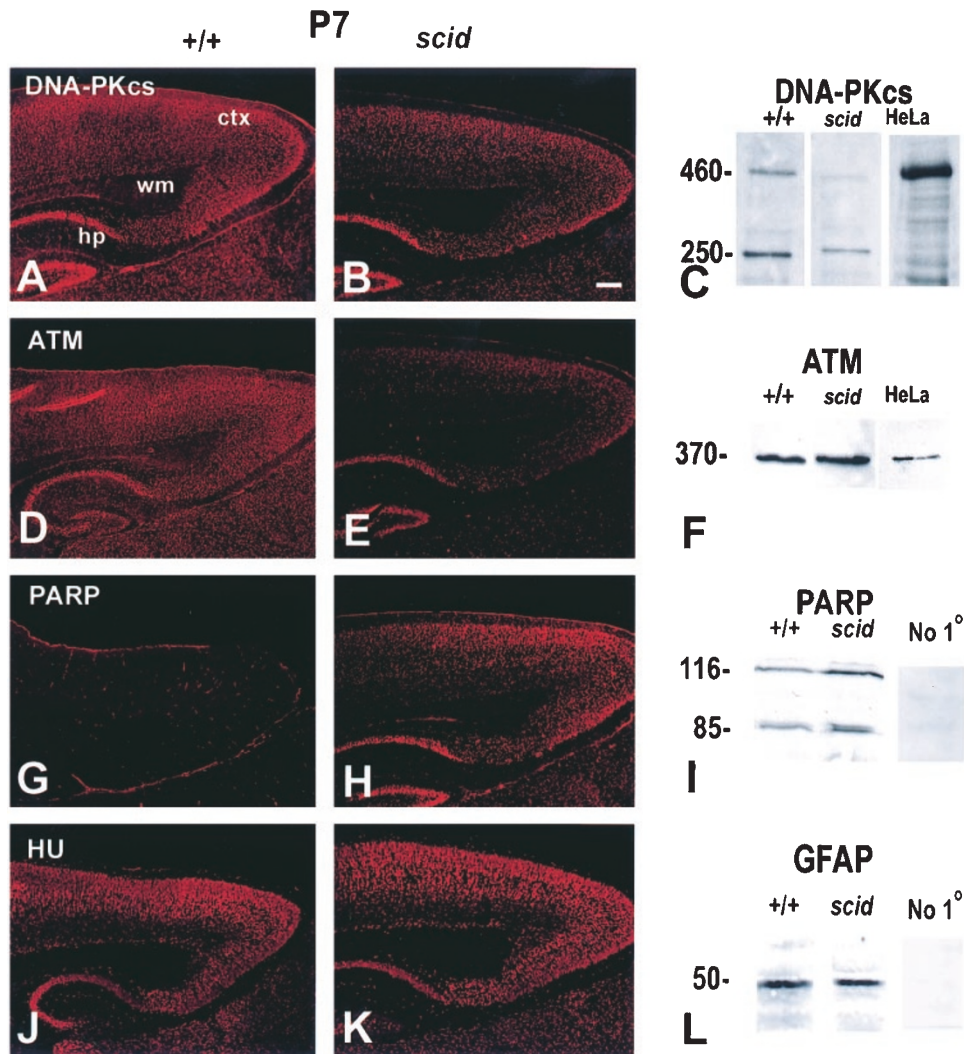 P7
+/+ scid
DNA-PKcs
ctx
wm
hp
A
B
DNA-PKcs
+/+ scid HeLa
460-
250-
C
ATM
D
E
ATM
+/+ scid HeLa
370-
F
PARP
G
H
PARP
+/+ scid No 1°
116-
85-
I
HU
J
K
GFAP
+/+ scid No 1°
50-
L